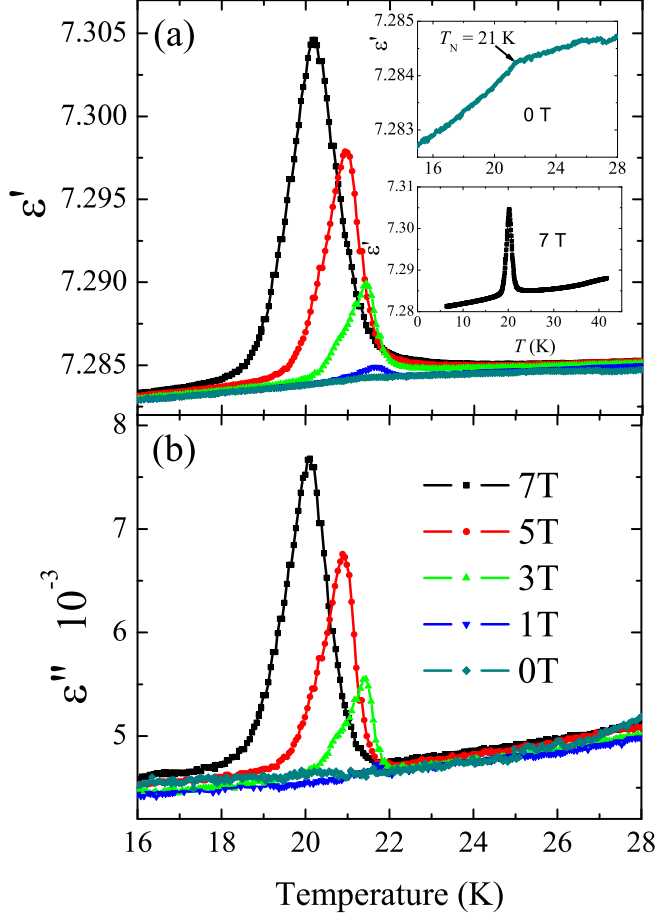 (a)
ε'
7.305
7.300
7.295
7.290
7.285
ε'
7.285
7.284
7.283
T_N = 21 K
0 T
16 20 24 28
ε'
7.31
7.30
7.29
7.28
7 T
0 10 20 30 40
T (K)
(b)
ε'' 10⁻³
8
7
6
5
7T
5T
3T
1T
0T
16 18 20 22 24 26 28
Temperature (K)